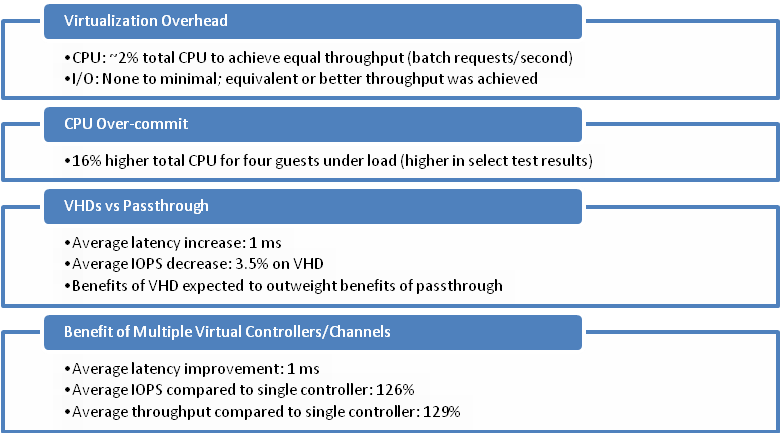 Virtualization Overhead
•CPU: ~2% total CPU to achieve equal throughput (batch requests/second)
•I/O: None to minimal; equivalent or better throughput was achieved
CPU Over-commit
•16% higher total CPU for four guests under load (higher in select test results)
VHDs vs Passthrough
•Average latency increase: 1 ms
•Average IOPS decrease: 3.5% on VHD
•Benefits of VHD expected to outweight benefits of passthrough
Benefit of Multiple Virtual Controllers/Channels
•Average latency improvement: 1 ms
•Average IOPS compared to single controller: 126%
•Average throughput compared to single controller: 129%